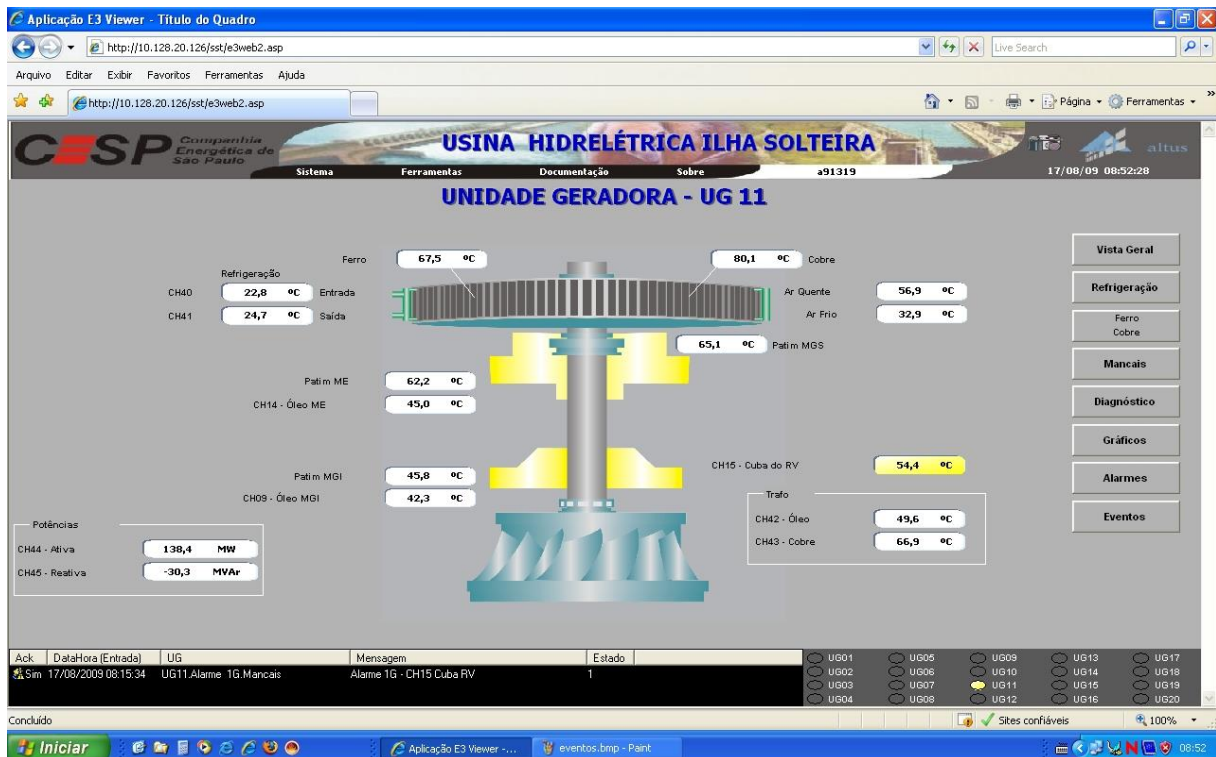 Aplicação E3 Viewer - Título do Quadro
http://10.128.20.126/sst/e3web2.asp
Live Search
Arquivo Editar Exibir Favoritos Ferramentas Ajuda
http://10.128.20.126/sst/e3web2.asp
Página Ferramentas
CESP Companhia Energética de São Paulo
USINA HIDRELÉTRICA ILHA SOLTEIRA
altus
Sistema Ferramentas Documentação Sobre a91319 17/08/09 08:52:28
UNIDADE GERADORA - UG 11
Ferro 67,5 ºC 80,1 ºC Cobre
Refrigeração
CH40 22,8 ºC Entrada
CH41 24,7 ºC Saída
Ar Quente 56,9 ºC
Ar Frio 32,9 ºC
65,1 ºC Patim MGS
Patim ME 62,2 ºC
CH14 - Óleo ME 45,0 ºC
CH15 - Cuba do RV 54,4 ºC
Patim MGI 45,8 ºC
CH09 - Óleo MGI 42,3 ºC
Trafo
CH42 - Óleo 49,6 ºC
CH43 - Cobre 66,9 ºC
Potências
CH44 - Ativa 138,4 MW
CH45 - Reativa -30,3 MVAr
Vista Geral
Refrigeração
Ferro
Cobre
Mancais
Diagnóstico
Gráficos
Alarmes
Eventos
Ack DataHora (Entrada) UG Mensagem Estado
Sim 17/08/2009 08:15:34 UG11.Alarme 1G.Mancais Alarme 1G - CH15 Cuba RV 1
UG01 UG05 UG09 UG13 UG17
UG02 UG06 UG10 UG14 UG18
UG03 UG07 UG11 UG15 UG19
UG04 UG08 UG12 UG16 UG20
Concluído Sites confiáveis 100%
Iniciar Aplicação E3 Viewer -... eventos.bmp - Paint 08:52